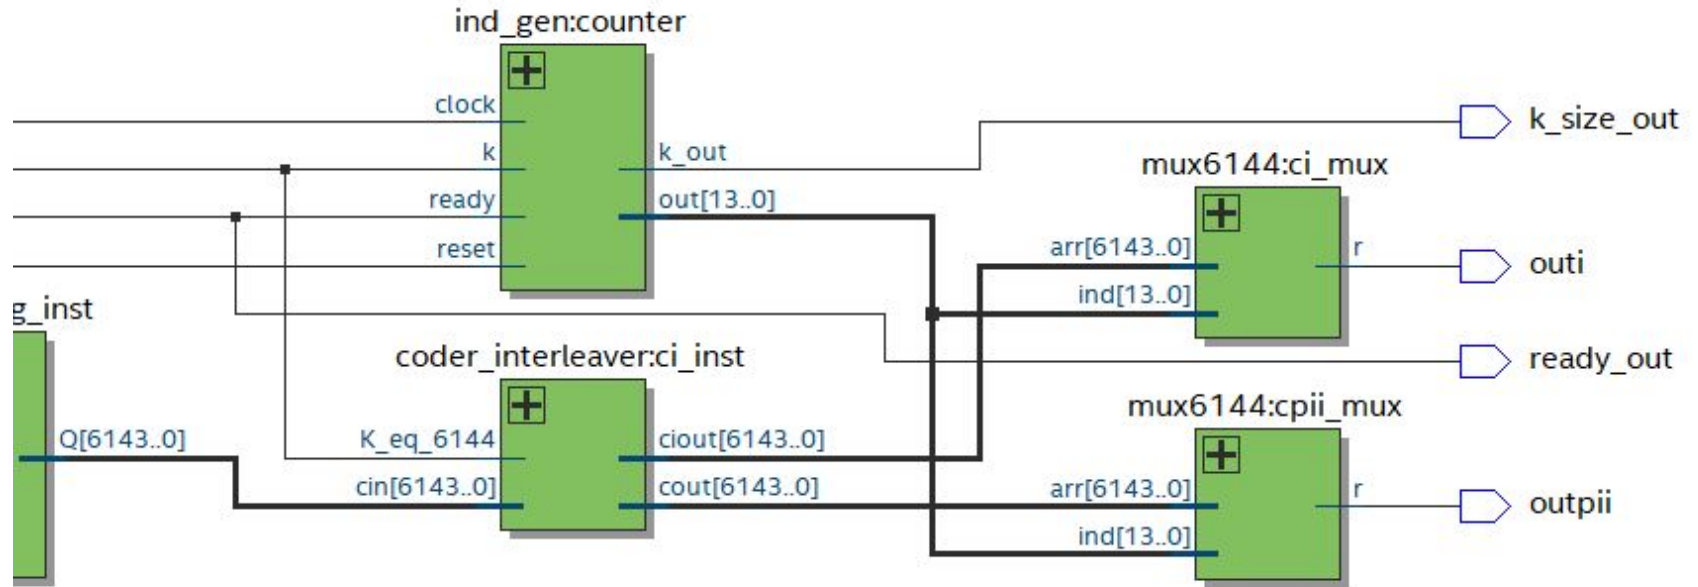 ind_gen:counter
clock
k
ready
reset
k_out
out[13..0]
k_size_out
mux6144:ci_mux
arr[6143..0]
ind[13..0]
r
outi
ready_out
g_inst
Q[6143..0]
coder_interleaver:ci_inst
K_eq_6144
cin[6143..0]
ciout[6143..0]
cout[6143..0]
mux6144:cpii_mux
arr[6143..0]
ind[13..0]
r
outpii